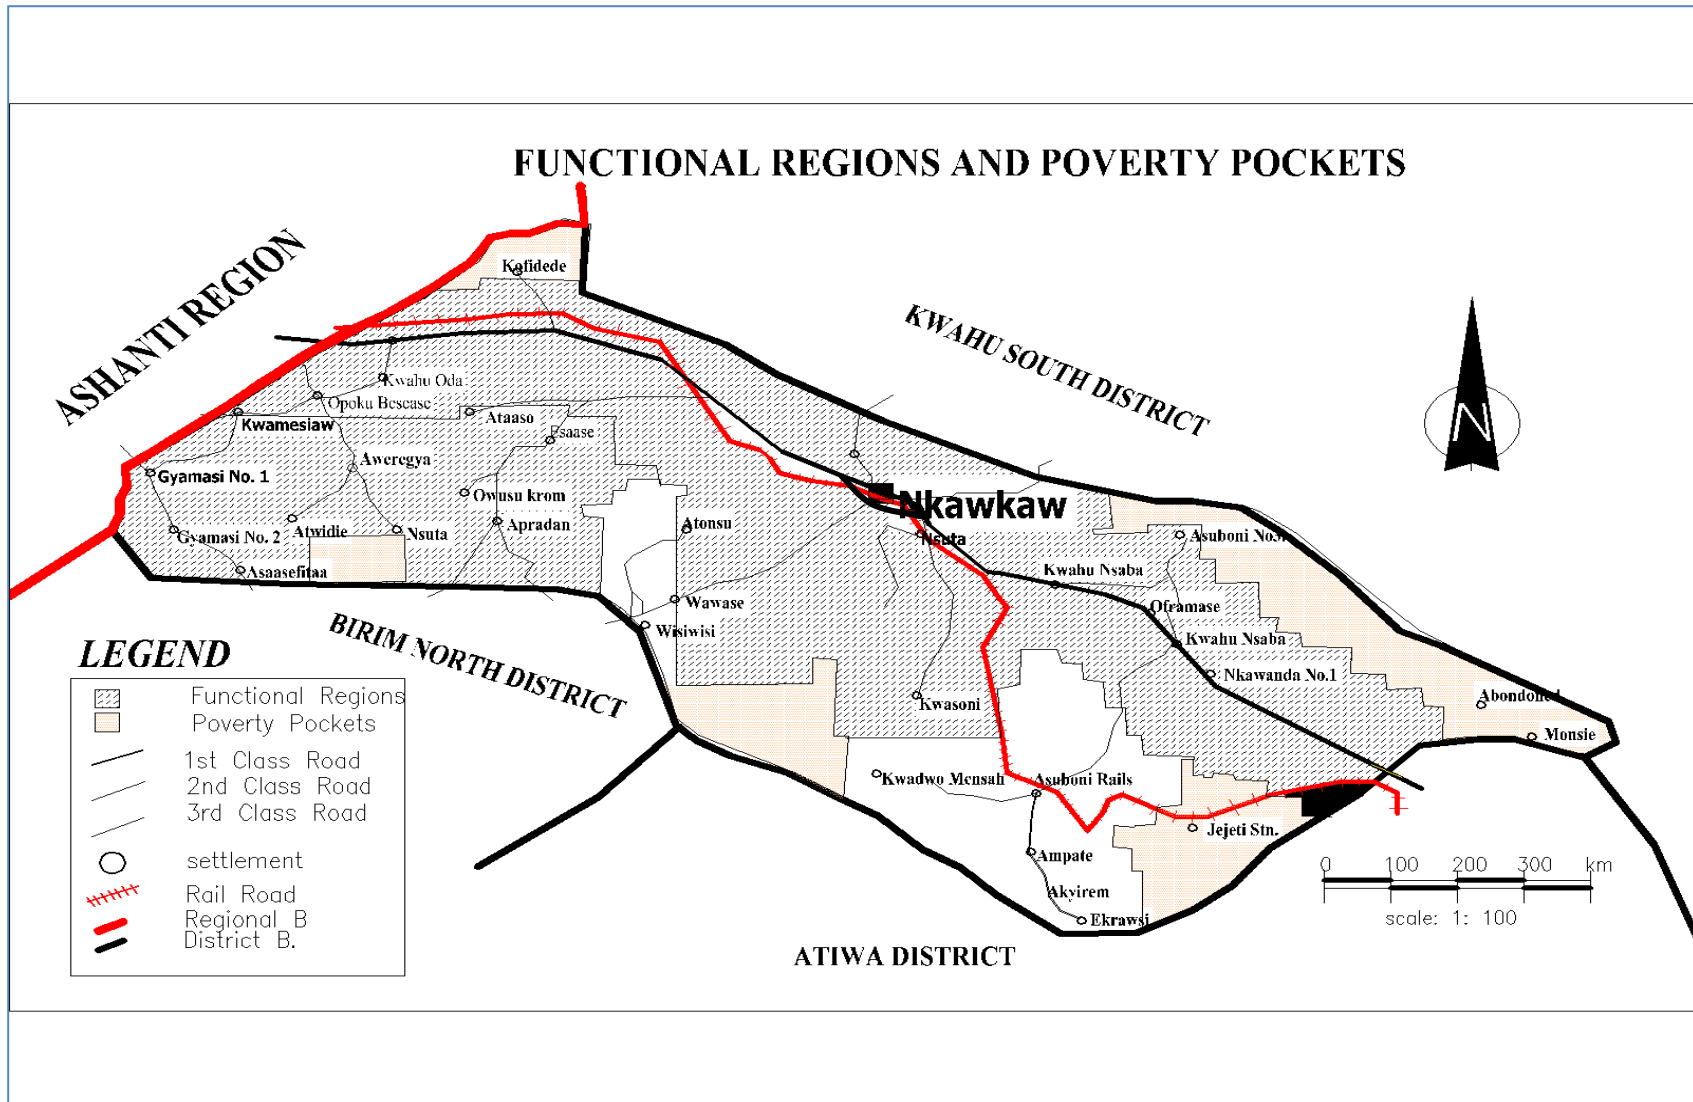 FUNCTIONAL REGIONS AND POVERTY POCKETS
ASHANTI REGION
KWAHU SOUTH DISTRICT
Kofidede
Kwahu Oda
Opoku Besease
Kwamesiaw
Ataaso
Esaase
Aweregya
Gyamasi No. 1
Owusu krom
Nkawkaw
Gyamasi No. 2
Atwidie
Nsuta
Apradan
Atonsu
Nsuta
Asuboni No3.
Asaasefitaa
Kwahu Nsaba
Wawase
Oframase
Wisiwisi
Kwahu Nsaba
BIRIM NORTH DISTRICT
Nkawanda No.1
Kwasoni
Abondoned
Monsie
Kwadwo Mensah
Asuboni Rails
Jejeti Stn.
Ampate
Akyirem
Ekrawsi
ATIWA DISTRICT
N
LEGEND
Functional Regions
Poverty Pockets
1st Class Road
2nd Class Road
3rd Class Road
settlement
Rail Road
Regional B
District B.
0 100 200 300 km
scale: 1: 100